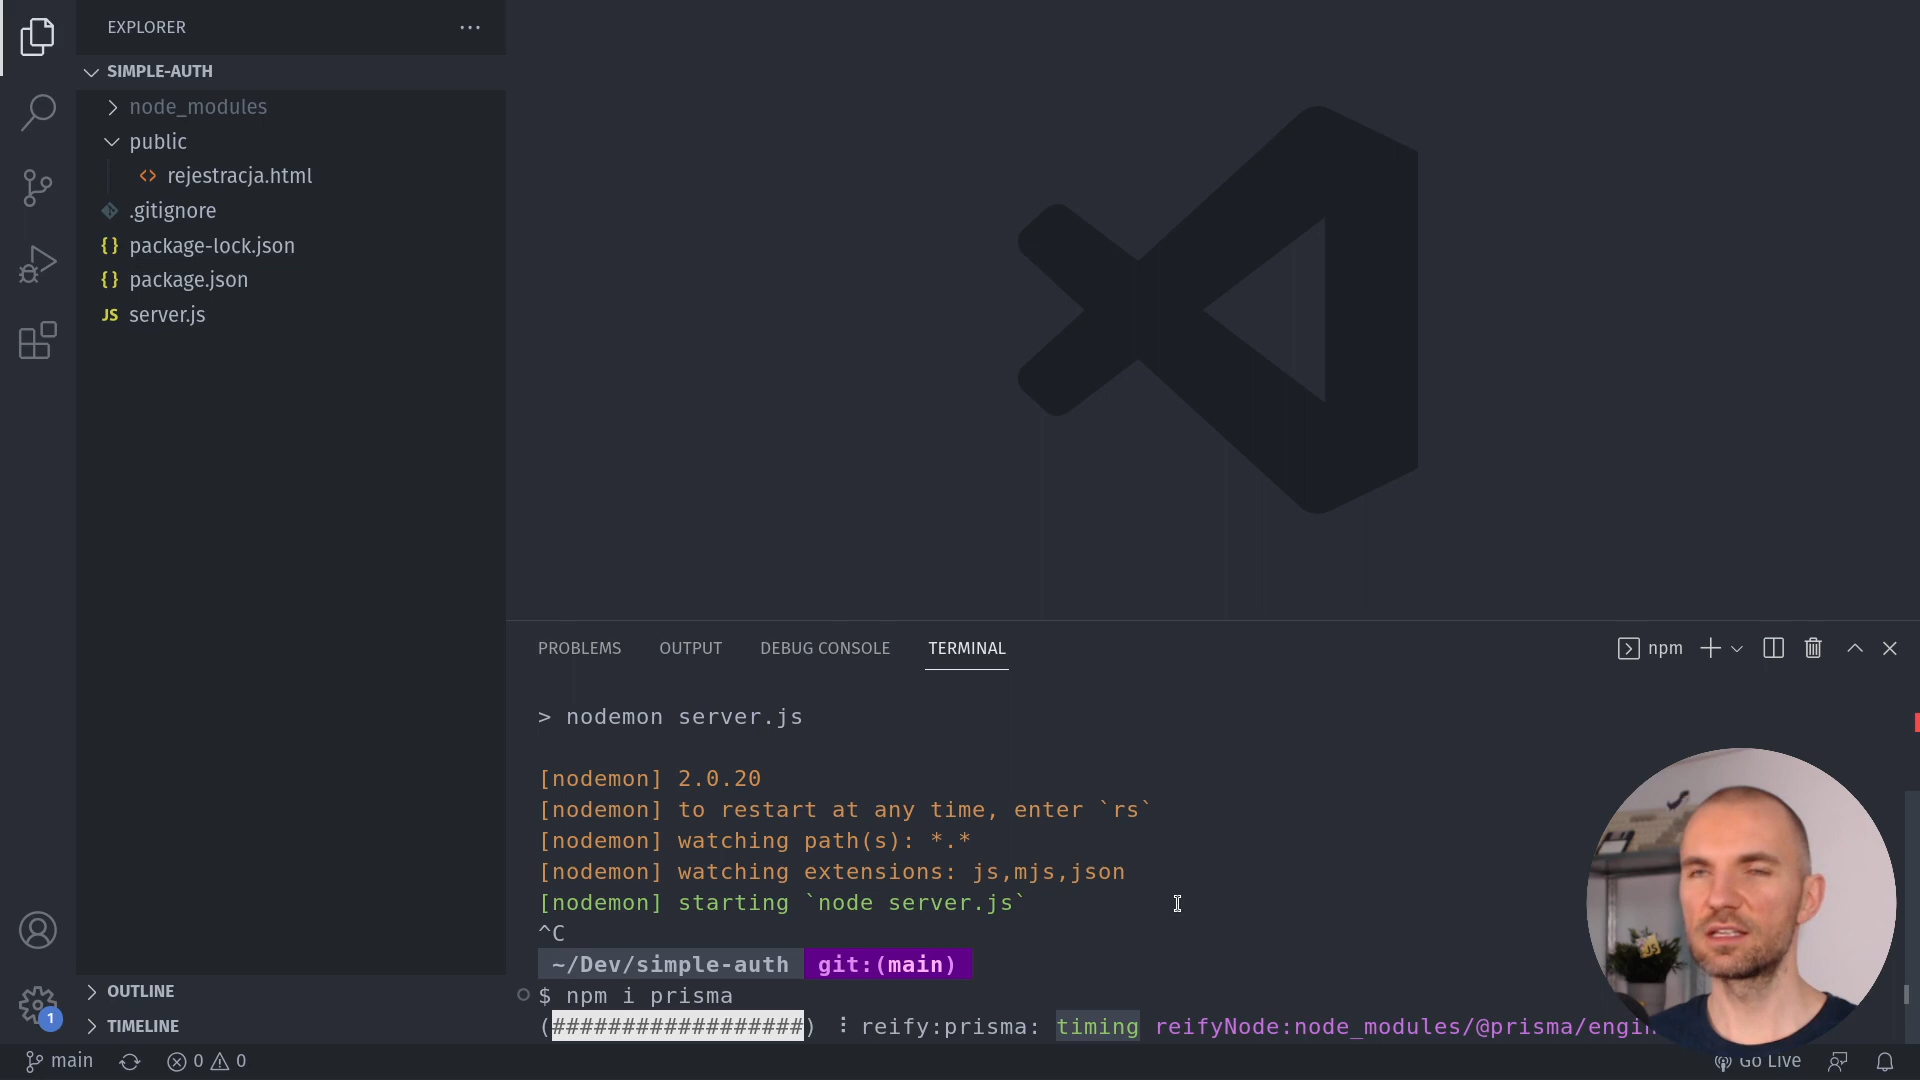 EXPLORER
SIMPLE-AUTH
node_modules
public
rejestracja.html
.gitignore
package-lock.json
package.json
JS server.js
OUTLINE
TIMELINE
1
PROBLEMS OUTPUT DEBUG CONSOLE TERMINAL
npm
> nodemon server.js
[nodemon] 2.0.20
[nodemon] to restart at any time, enter `rs`
[nodemon] watching path(s): *.*
[nodemon] watching extensions: js,mjs,json
[nodemon] starting `node server.js`
^C
~/Dev/simple-auth git:(main)
$ npm i prisma
(##################) ⠸ reify:prisma: timing reifyNode:node_modules/@prisma/engin
main 0 0
Go Live